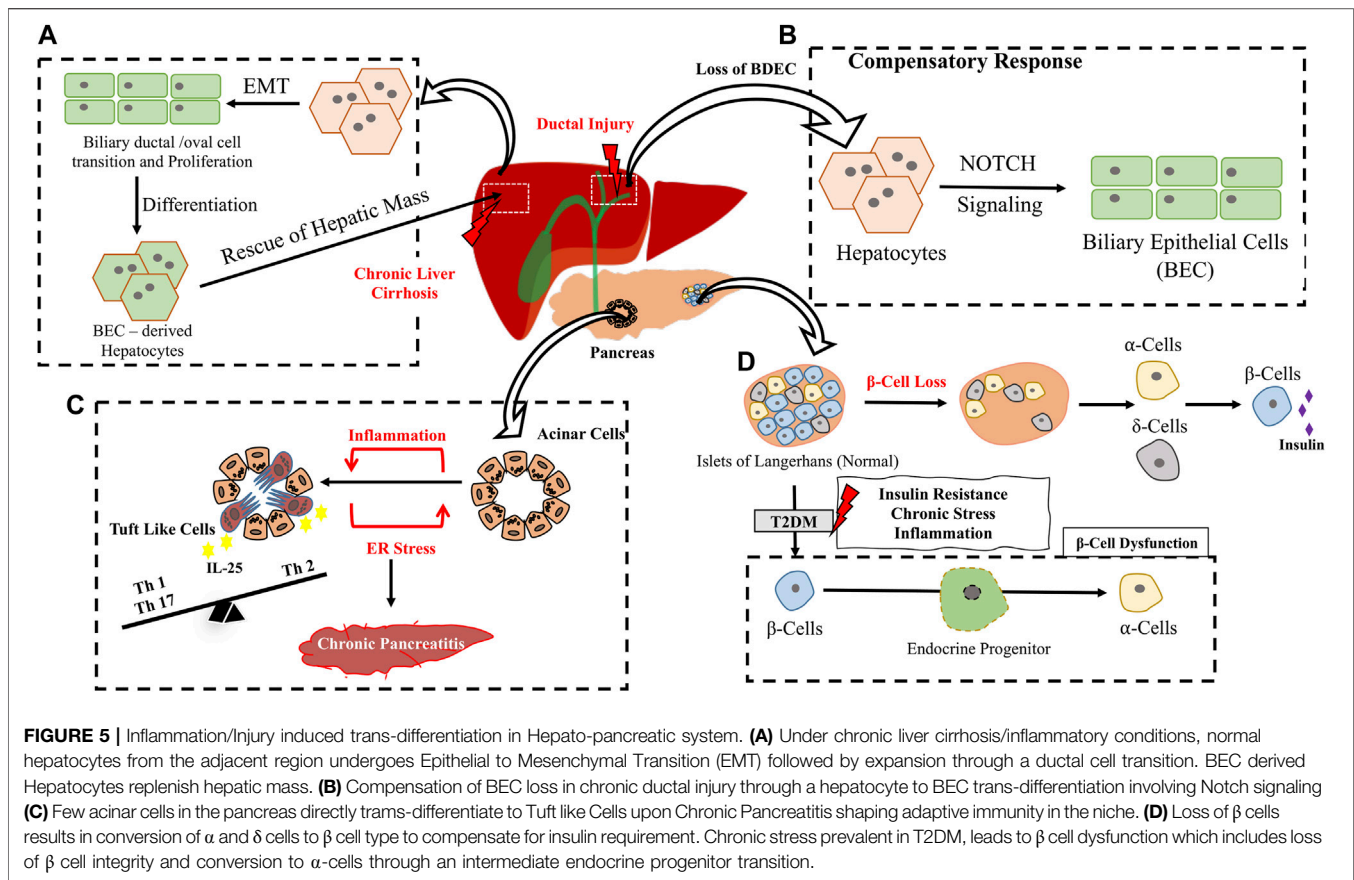 A
EMT
Biliary ductal /oval cell
transition and Proliferation
Differentiation
BEC – derived
Hepatocytes
Rescue of Hepatic Mass
Ductal Injury
Chronic Liver
Cirrhosis
Pancreas
Loss of BDEC
B
Compensatory Response
NOTCH
Signaling
Hepatocytes
Biliary Epithelial Cells
(BEC)
C
Inflammation
Acinar Cells
Tuft Like Cells
IL-25
ER Stress
Th 1
Th 17
Th 2
Chronic Pancreatitis
D
β-Cell Loss
Islets of Langerhans (Normal)
α-Cells
δ-Cells
β-Cells
Insulin
T2DM
Insulin Resistance
Chronic Stress
Inflammation
β-Cell Dysfunction
β-Cells
Endocrine Progenitor
α-Cells
FIGURE 5 | Inflammation/Injury induced trans-differentiation in Hepato-pancreatic system. (A) Under chronic liver cirrhosis/inflammatory conditions, normal
hepatocytes from the adjacent region undergoes Epithelial to Mesenchymal Transition (EMT) followed by expansion through a ductal cell transition. BEC derived
Hepatocytes replenish hepatic mass. (B) Compensation of BEC loss in chronic ductal injury through a hepatocyte to BEC trans-differentiation involving Notch signaling
(C) Few acinar cells in the pancreas directly trams-differentiate to Tuft like Cells upon Chronic Pancreatitis shaping adaptive immunity in the niche. (D) Loss of β cells
results in conversion of α and δ cells to β cell type to compensate for insulin requirement. Chronic stress prevalent in T2DM, leads to β cell dysfunction which includes loss
of β cell integrity and conversion to α-cells through an intermediate endocrine progenitor transition.